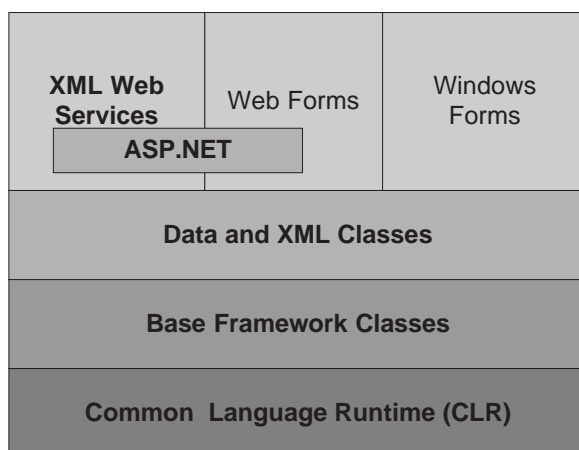 XML Web
Services
Web Forms
Windows
Forms
ASP.NET
Data and XML Classes
Base Framework Classes
Common Language Runtime (CLR)